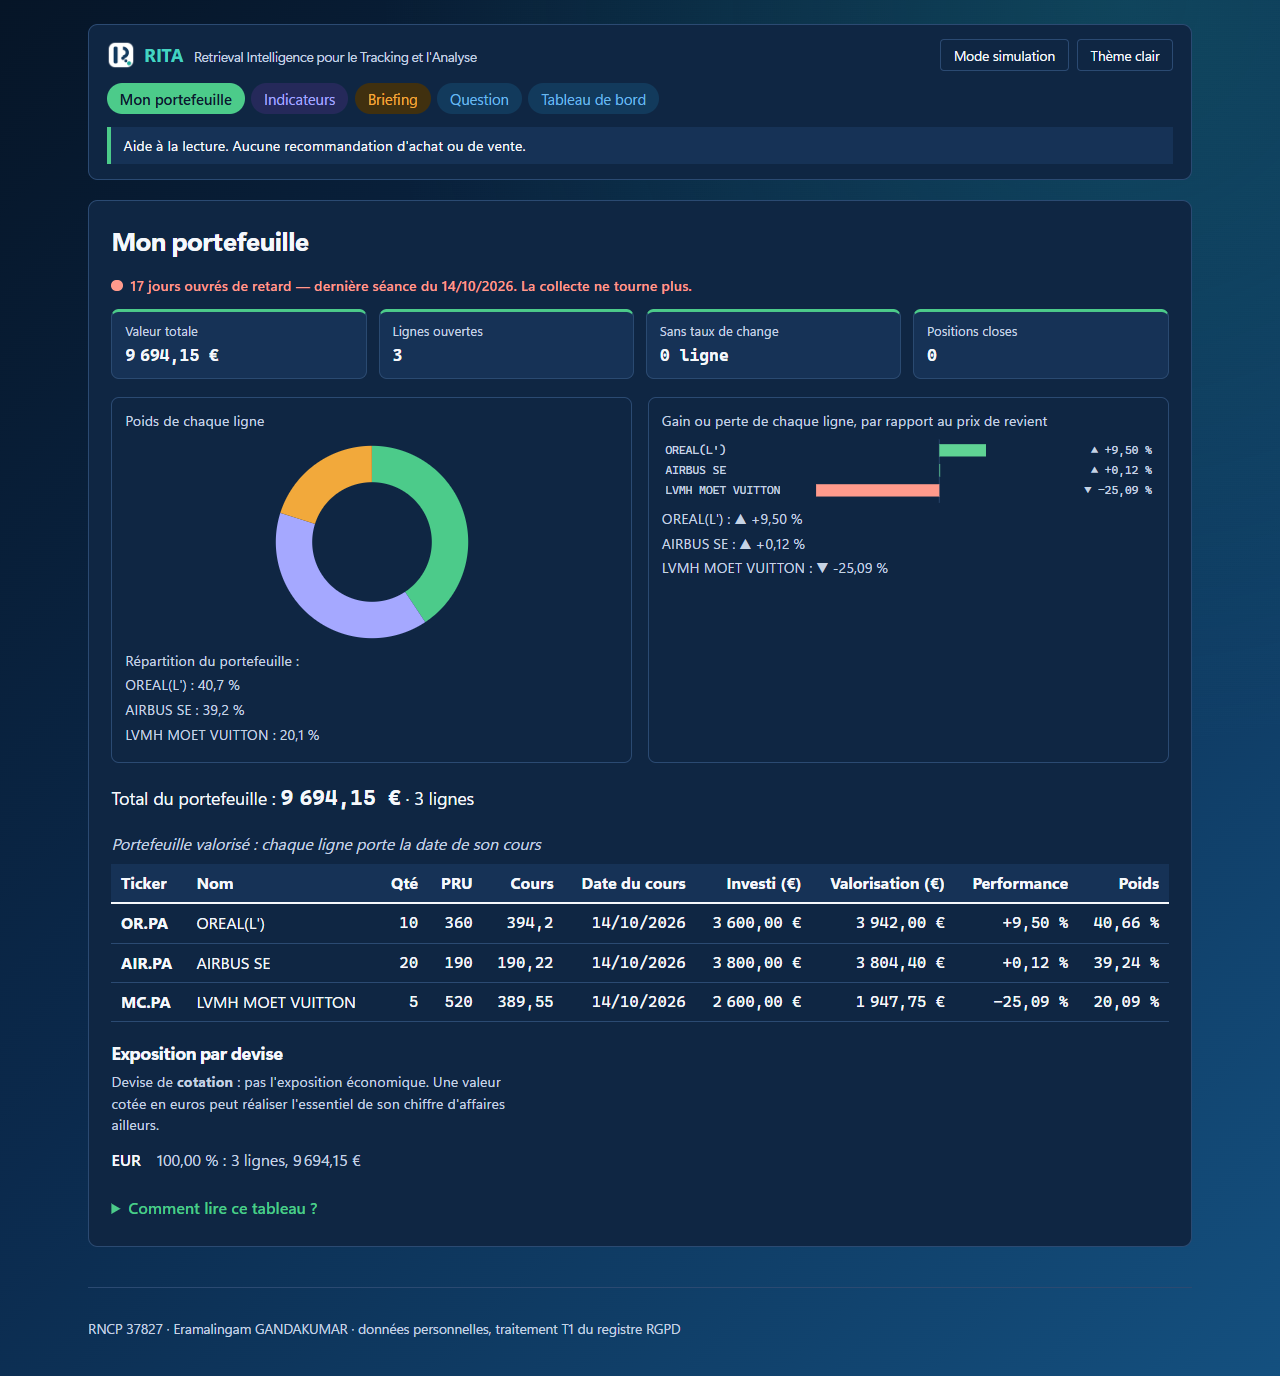 RITA Retrieval Intelligence pour le Tracking et l'Analyse
Mode simulation
Thème clair
Mon portefeuille
Indicateurs
Briefing
Question
Tableau de bord
Aide à la lecture. Aucune recommandation d'achat ou de vente.
Mon portefeuille
17 jours ouvrés de retard — dernière séance du 14/10/2026. La collecte ne tourne plus.
Valeur totale
9 694,15 €
Lignes ouvertes
3
Sans taux de change
0 ligne
Positions closes
0
Poids de chaque ligne
Répartition du portefeuille :
OREAL(L') : 40,7 %
AIRBUS SE : 39,2 %
LVMH MOET VUITTON : 20,1 %
Gain ou perte de chaque ligne, par rapport au prix de revient
OREAL(L') ▲ +9,50 %
AIRBUS SE ▲ +0,12 %
LVMH MOET VUITTON ▼ −25,09 %
OREAL(L') : ▲ +9,50 %
AIRBUS SE : ▲ +0,12 %
LVMH MOET VUITTON : ▼ -25,09 %
Total du portefeuille : 9 694,15 € · 3 lignes
Portefeuille valorisé : chaque ligne porte la date de son cours
Ticker Nom Qté PRU Cours Date du cours Investi (€) Valorisation (€) Performance Poids
OR.PA OREAL(L') 10 360 394,2 14/10/2026 3 600,00 € 3 942,00 € +9,50 % 40,66 %
AIR.PA AIRBUS SE 20 190 190,22 14/10/2026 3 800,00 € 3 804,40 € +0,12 % 39,24 %
MC.PA LVMH MOET VUITTON 5 520 389,55 14/10/2026 2 600,00 € 1 947,75 € −25,09 % 20,09 %
Exposition par devise
Devise de cotation : pas l'exposition économique. Une valeur
cotée en euros peut réaliser l'essentiel de son chiffre d'affaires
ailleurs.
EUR 100,00 % : 3 lignes, 9 694,15 €
▶ Comment lire ce tableau ?
RNCP 37827 · Eramalingam GANDAKUMAR · données personnelles, traitement T1 du registre RGPD